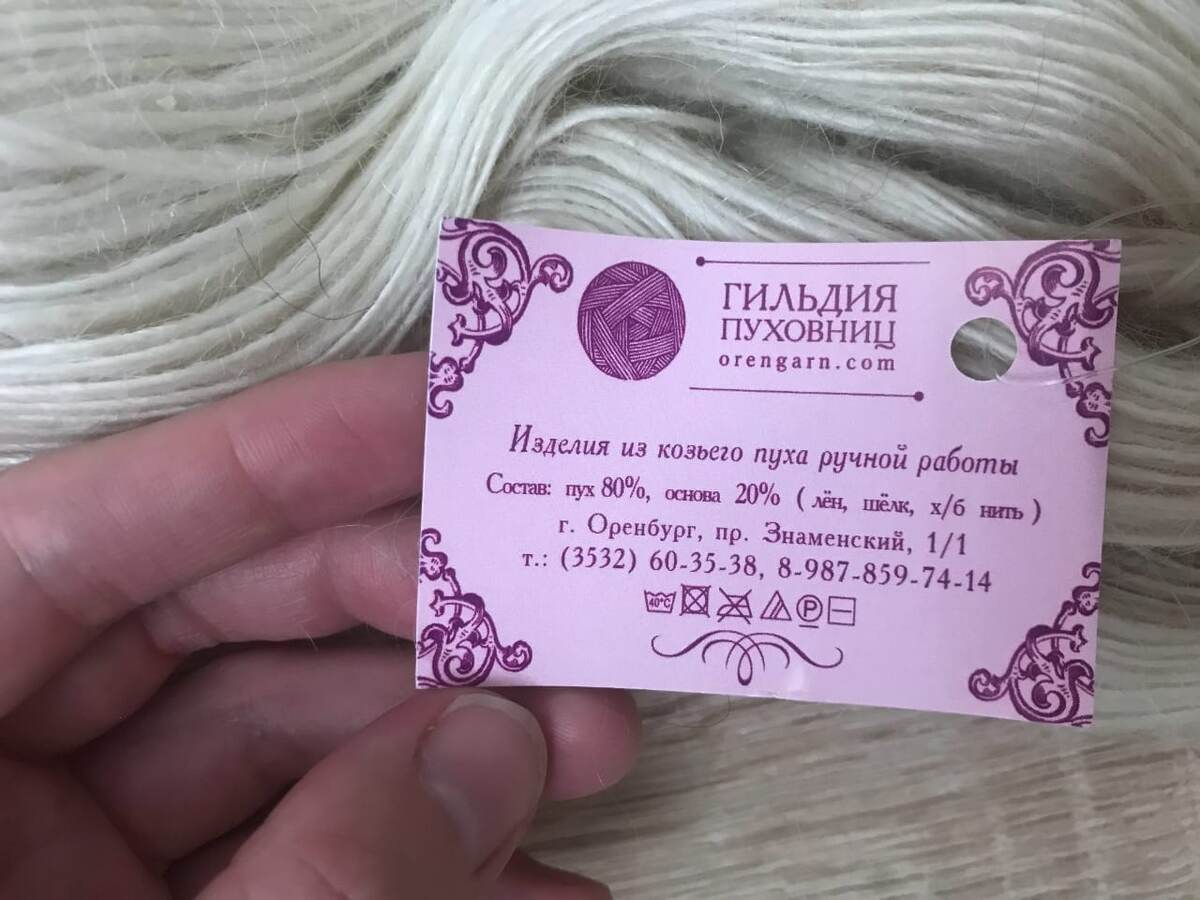 ГИЛЬДИЯ
ПУХОВНИЦ
orengarn.com
Изделия из козьего пуха ручной работы
Состав: пух 80%, основа 20% ( лён, шёлк, х/б нить )
г. Оренбург, пр. Знаменский, 1/1
т.: (3532) 60-35-38, 8-987-859-74-14
40°C P